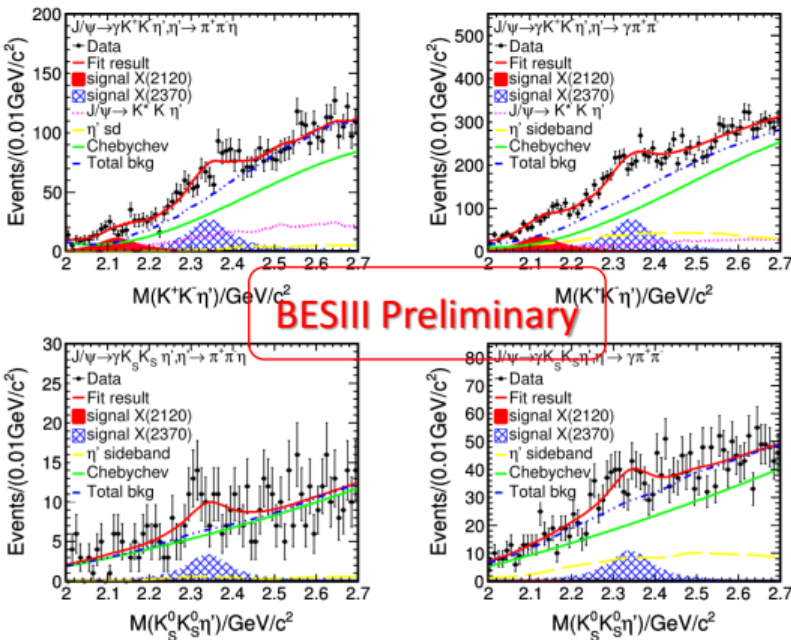 J/ψ→γK⁺K⁻η',η'→π⁺π⁻η
Data
Fit result
signal X(2120)
signal X(2370)
J/ψ→ K* K η'
η' sd
Chebychev
Total bkg
Events/(0.01GeV/c²)
200
150
100
50
0
2 2.1 2.2 2.3 2.4 2.5 2.6 2.7
M(K⁺K⁻η')/GeV/c²
J/ψ→γK⁺K⁻η',η'→ γπ⁺π⁻
Data
Fit result
signal X(2120)
signal X(2370)
J/ψ→ K* K η'
η' sideband
Chebychev
Total bkg
Events/(0.01GeV/c²)
500
400
300
200
100
0
2 2.1 2.2 2.3 2.4 2.5 2.6 2.7
M(K⁺K⁻η')/GeV/c²
BESIII Preliminary
J/ψ→γK_S K_S η',η'→ π⁺π⁻η
Data
Fit result
signal X(2120)
signal X(2370)
η' sideband
Chebychev
Total bkg
Events/(0.01GeV/c²)
30
25
20
15
10
5
0
2 2.1 2.2 2.3 2.4 2.5 2.6 2.7
M(K⁰_S K⁰_S η')/GeV/c²
J/ψ→γK_S K_S η',η'→ γπ⁺π⁻
Data
Fit result
signal X(2120)
signal X(2370)
η' sideband
Chebychev
Total bkg
Events/(0.01GeV/c²)
80
70
60
50
40
30
20
10
0
2 2.1 2.2 2.3 2.4 2.5 2.6 2.7
M(K⁰_S K⁰_S η')/GeV/c²